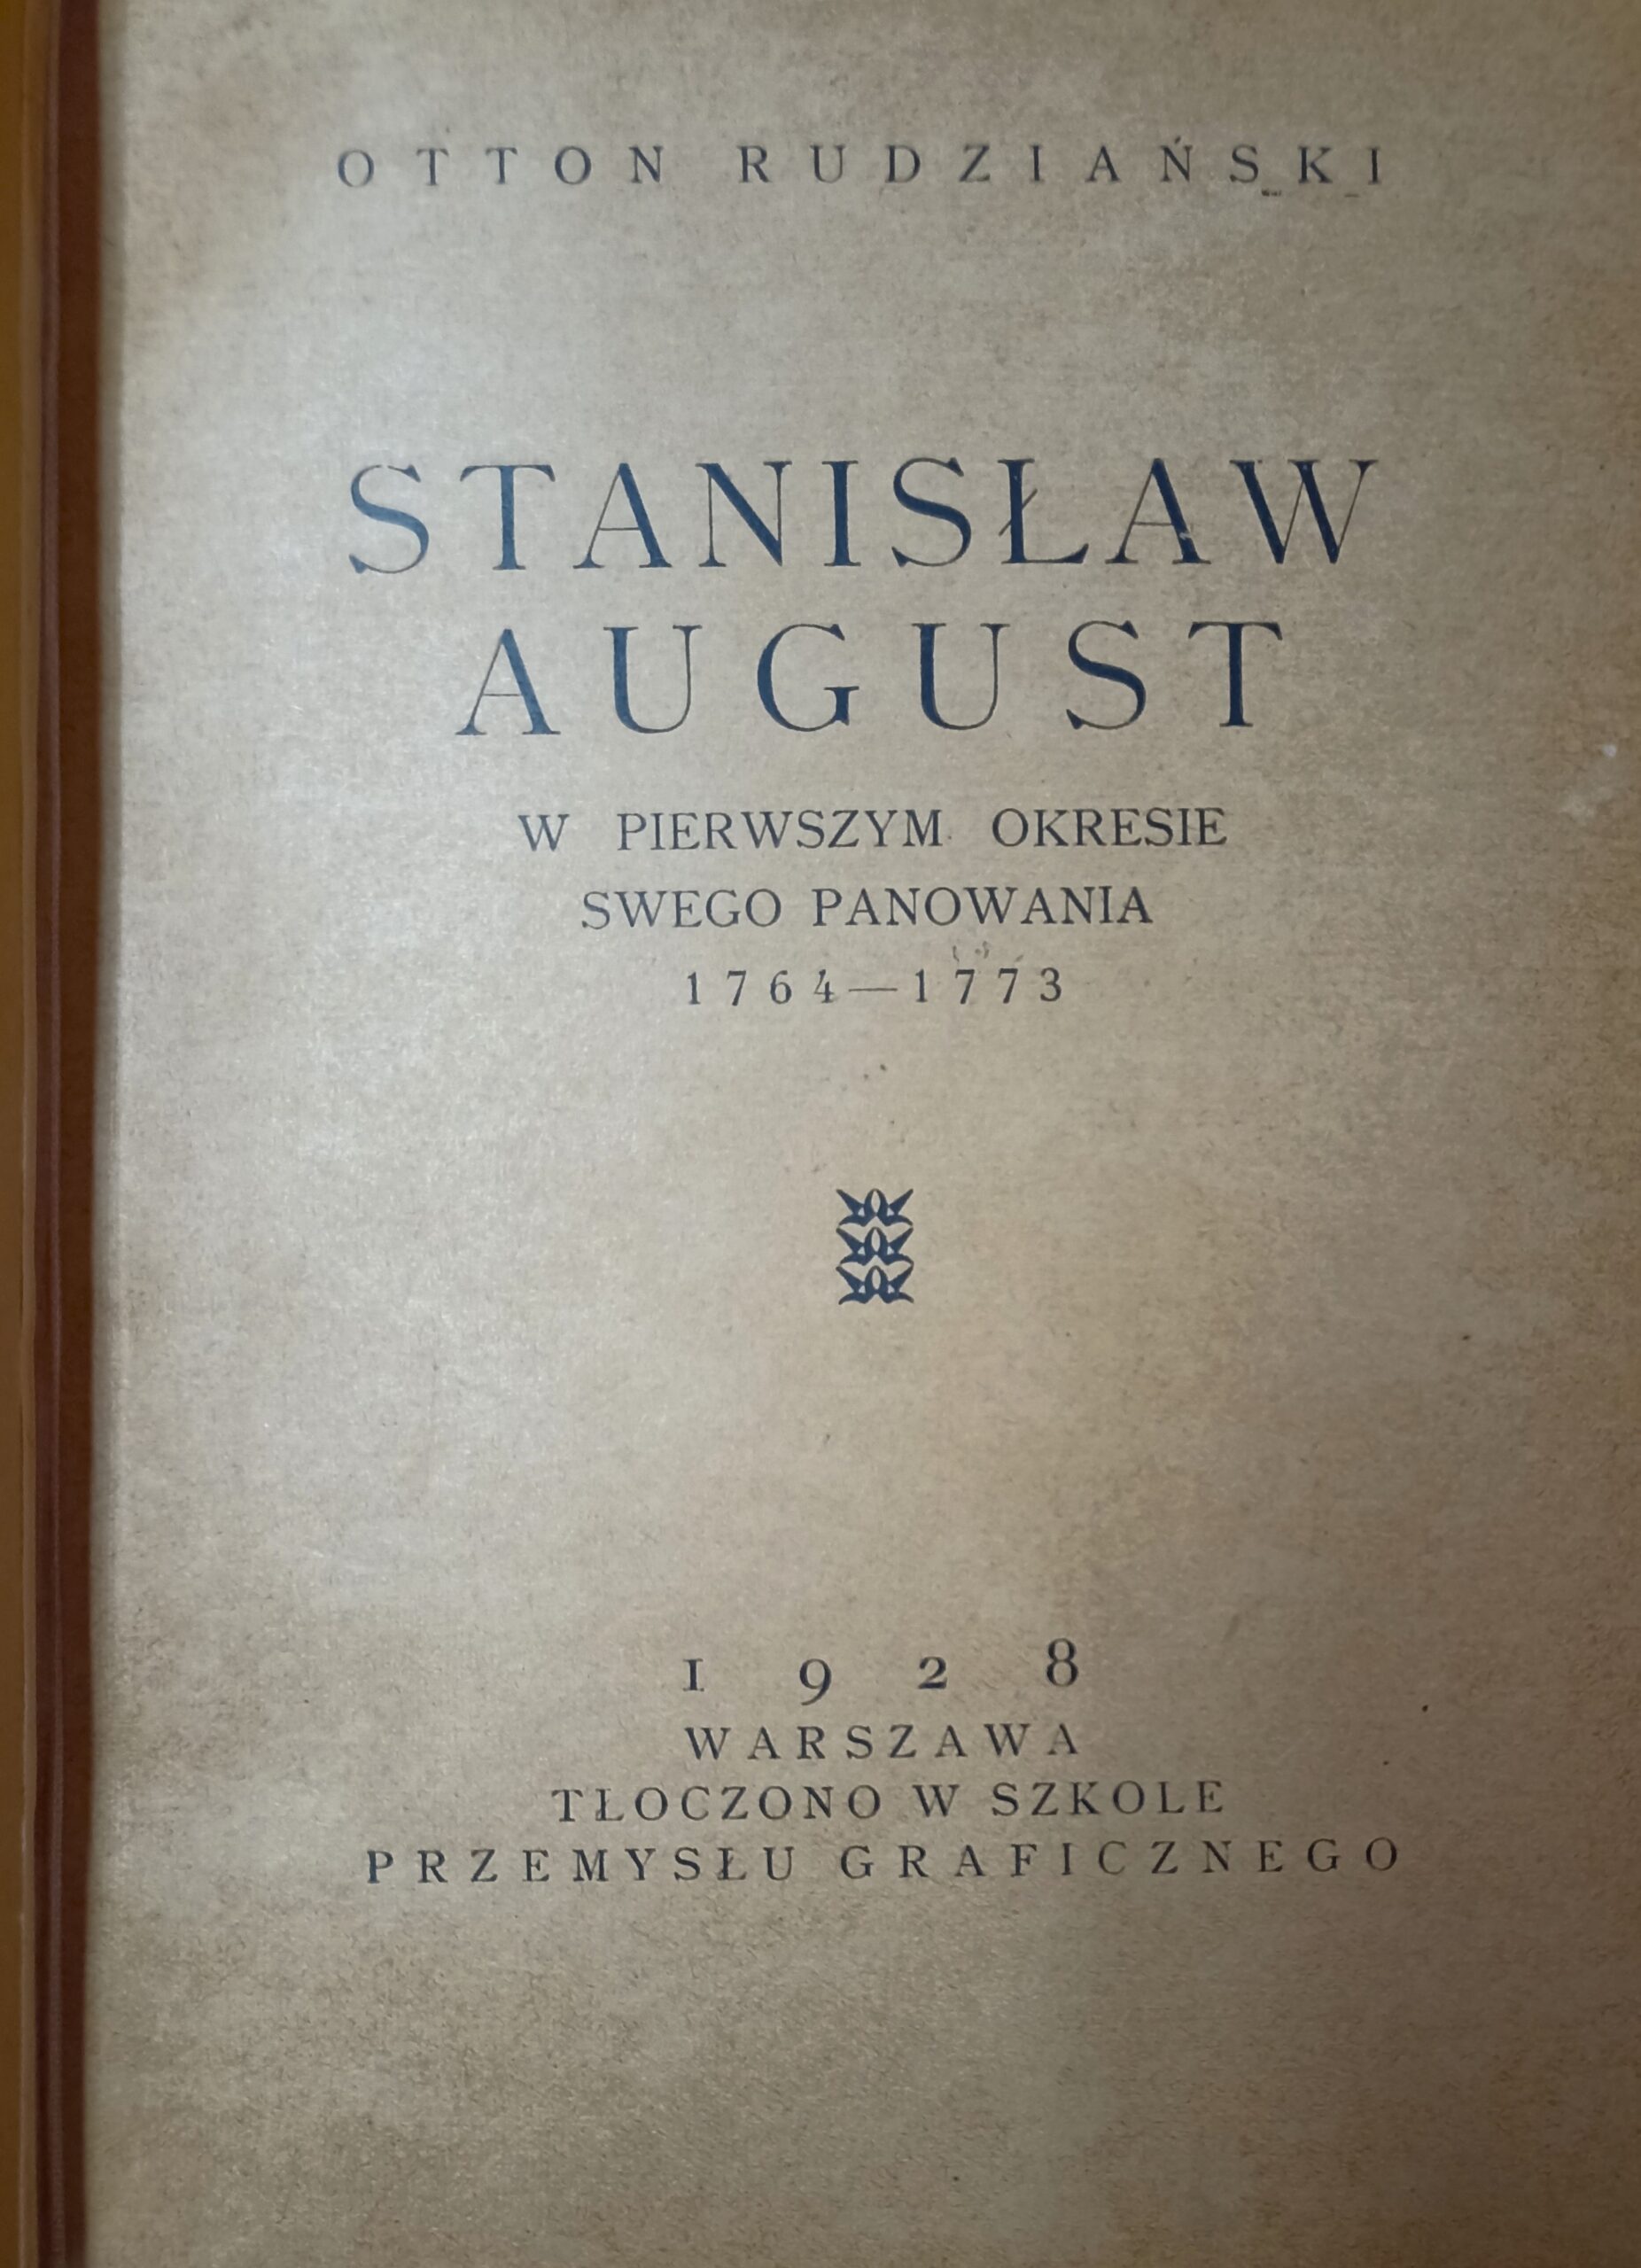 OTTON RUDZIAŃSKI
STANISŁAW
AUGUST
W PIERWSZYM OKRESIE
SWEGO PANOWANIA
1764—1773
1928
WARSZAWA
TŁOCZONO W SZKOLE
PRZEMYSŁU GRAFICZNEGO